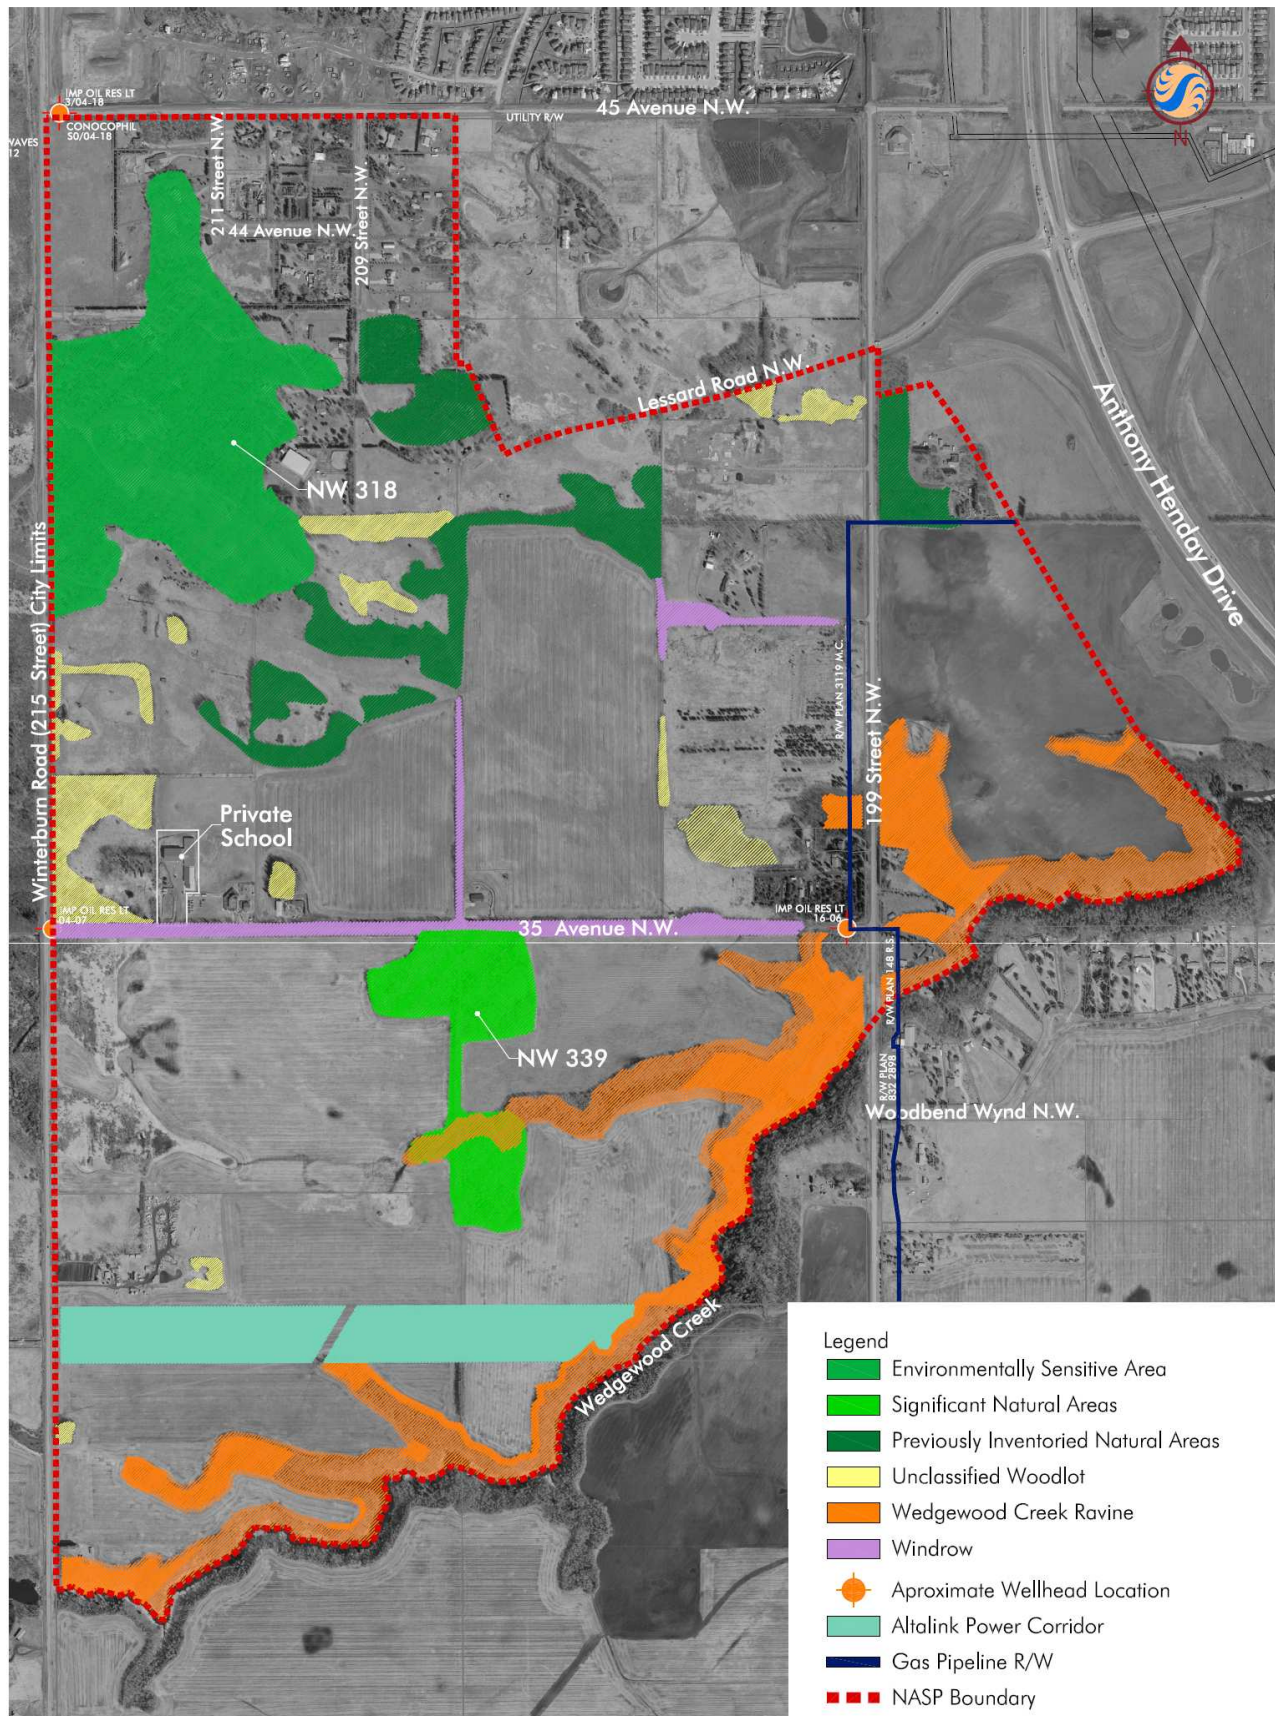 IMP OIL RES LT
3/04-18
CONOCOPHIL
S0/04-18
WAVES
12
UTILITY R/W
45 Avenue N.W.
N
211 Street N.W.
44 Avenue N.W.
209 Street N.W.
Lessard Road N.W.
Anthony Henday Drive
NW 318
Winterburn Road (215 Street) City Limits
R/W PLAN 3119 M.C.
199 Street N.W.
Private
School
IMP OIL RES LT
04-07
IMP OIL RES LT
16-06
35 Avenue N.W.
R/W PLAN 148 R.S.
NW 339
R/W PLAN
832 2898
Woodbend Wynd N.W.
Wedgewood Creek
Legend
Environmentally Sensitive Area
Significant Natural Areas
Previously Inventoried Natural Areas
Unclassified Woodlot
Wedgewood Creek Ravine
Windrow
Aproximate Wellhead Location
Altalink Power Corridor
Gas Pipeline R/W
NASP Boundary